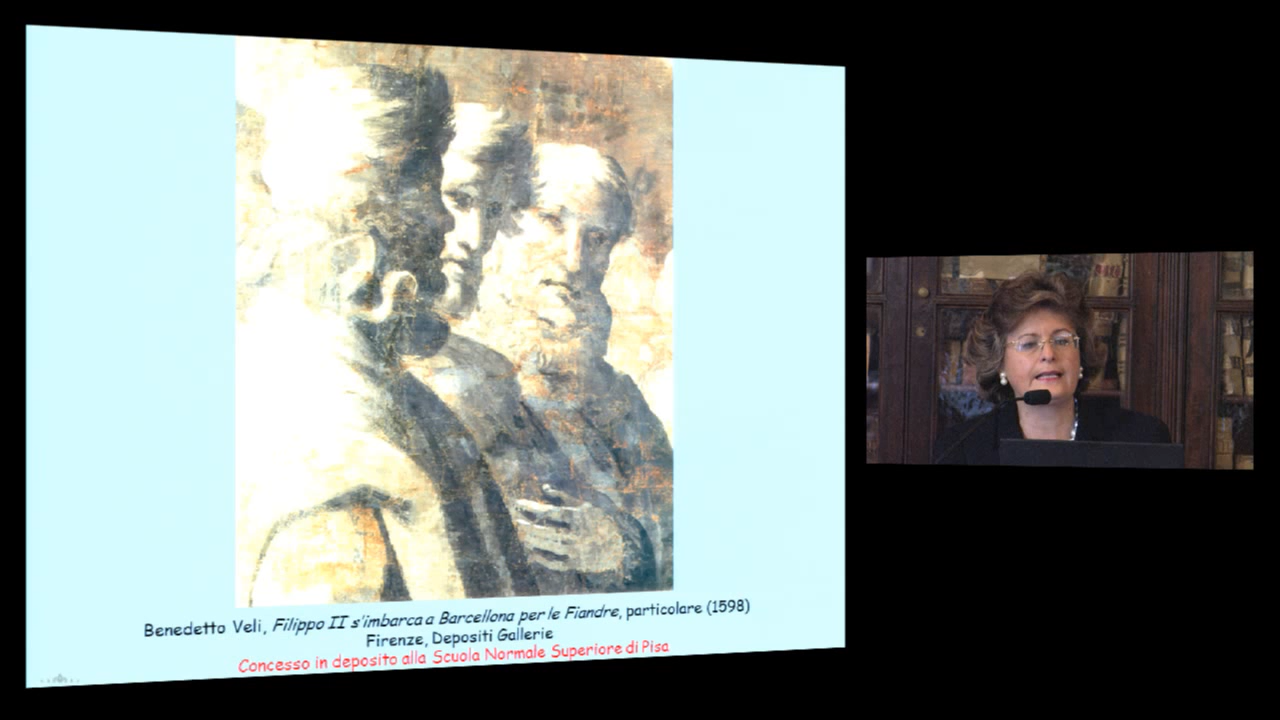 Benedetto Veli, Filippo II s'imbarca a Barcellona per le Fiandre, particolare (1598)
Firenze, Depositi Gallerie
Concesso in deposito alla Scuola Normale Superiore di Pisa